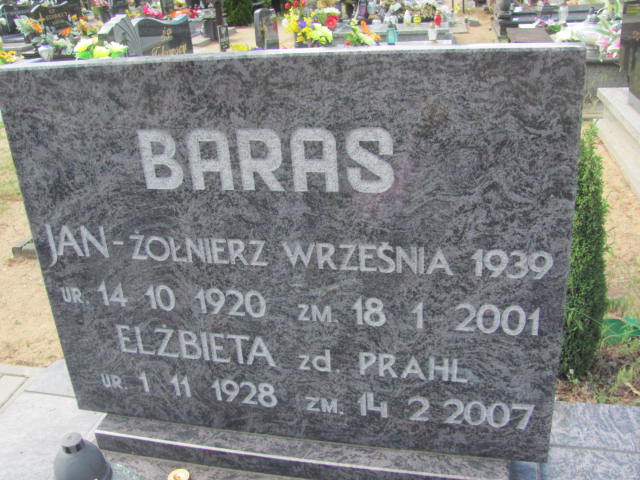 BARAS
JAN - ŻOŁNIERZ WRZEŚNIA 1939
UR. 14 10 1920 ZM. 18 1 2001
ELŻBIETA zd. PRAHL
UR. 1 11 1928 ZM. 14 2 2007